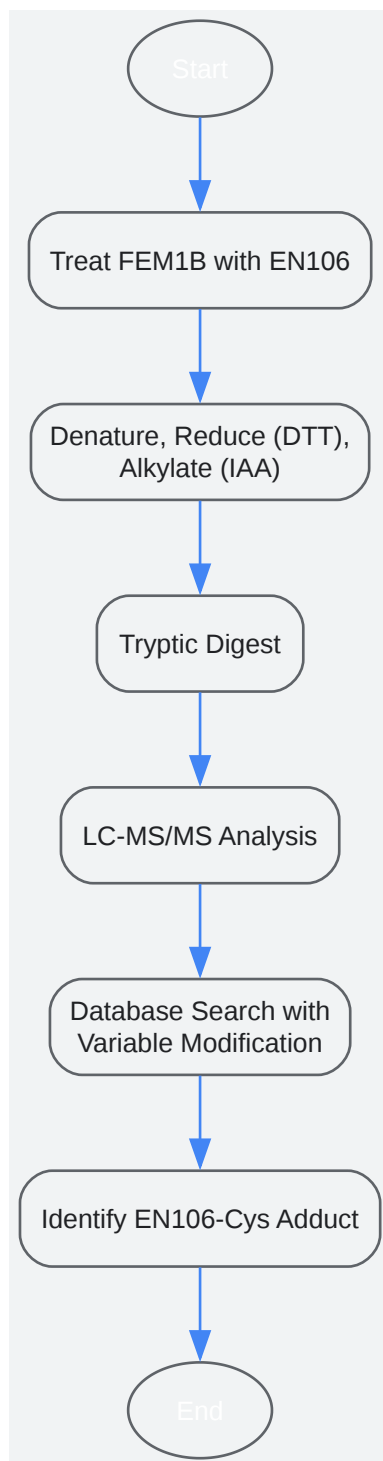 Start
Treat FEM1B with EN106
Denature, Reduce (DTT),
Alkylate (IAA)
Tryptic Digest
LC-MS/MS Analysis
Database Search with
Variable Modification
Identify EN106-Cys Adduct
End